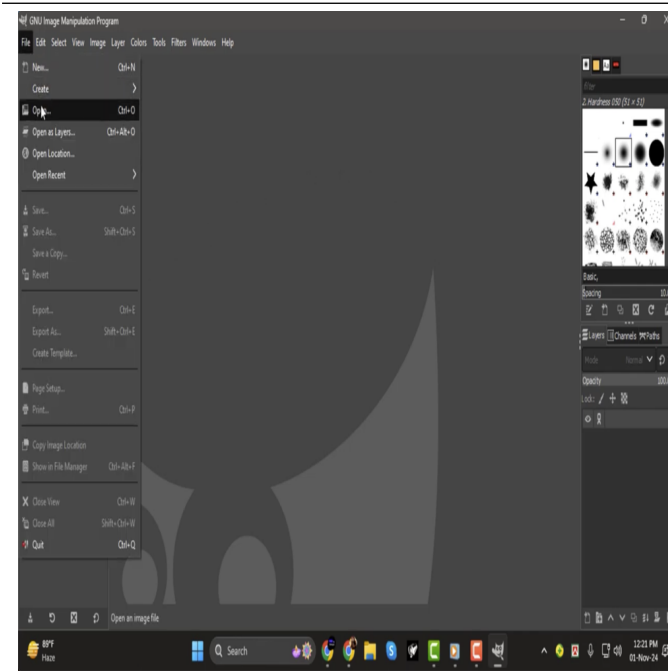 GNU Image Manipulation Program
File Edit Select View Image Layer Colors Tools Filters Windows Help
New... Ctrl+N
Create
Ope... Ctrl+O
Open as Layers... Ctrl+Alt+O
Open Location...
Open Recent
Save... Ctrl+S
Save As... Shift+Ctrl+S
Save a Copy...
Revert
Export... Ctrl+E
Export As... Shift+Ctrl+E
Create Template...
Page Setup...
Print... Ctrl+P
Copy Image Location
Show in File Manager Ctrl+Alt+F
Close View Ctrl+W
Close All Shift+Ctrl+W
Quit Ctrl+Q
Open an image file
filter
2. Hardness 050 (51 × 51)
Basic,
Spacing 10.
Layers Channels Paths
Mode Normal
Opacity 100.
Lock:
89°F
Haze
Search
12:21 PM
01-Nov-24